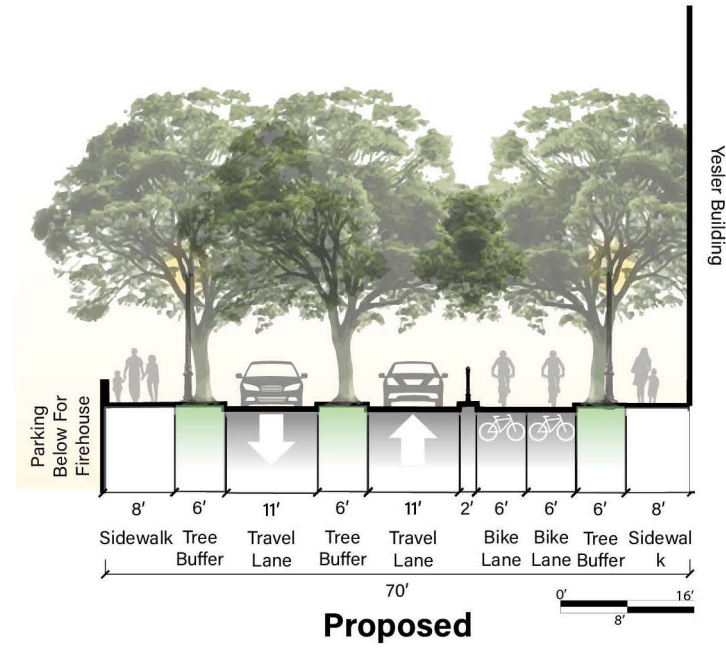 Yesler Building
Parking
Below For
Firehouse
8' 6' 11' 6' 11' 2' 6' 6' 6' 8'
Sidewalk Tree Travel Tree Travel Bike Bike Tree Sidewal
Buffer Lane Buffer Lane Lane Lane Buffer k
70'
0' 16'
8'
Proposed